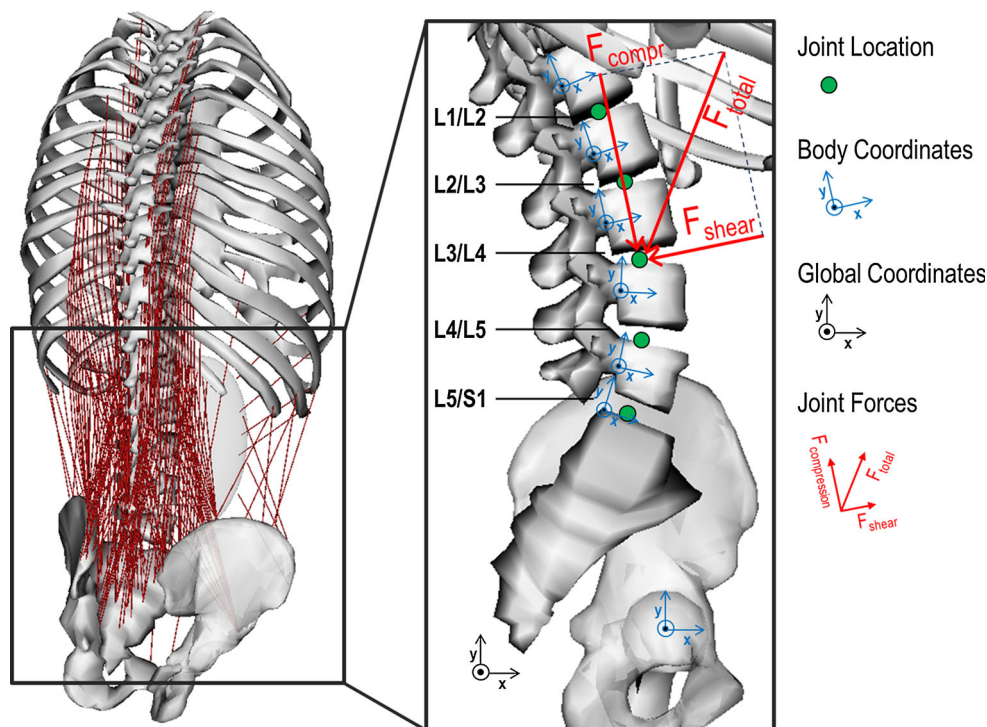 F compr
F total
F shear
L1/L2
L2/L3
L3/L4
L4/L5
L5/S1
y
x
y
x
y
x
y
x
y
x
y
x
y
x
y
x
Joint Location
Body Coordinates
y
x
Global Coordinates
y
x
Joint Forces
F compression
F total
F shear